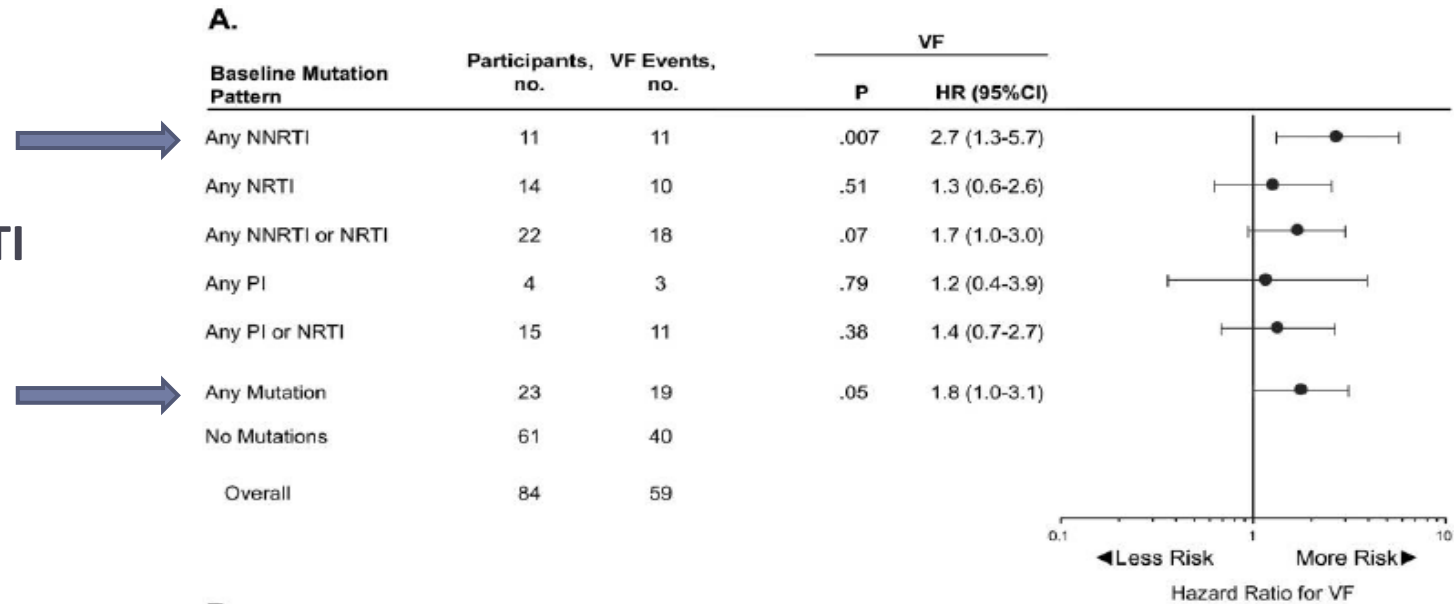 A.
VF
Baseline Mutation Pattern Participants, no. VF Events, no. P HR (95%CI)
Any NNRTI 11 11 .007 2.7 (1.3-5.7)
Any NRTI 14 10 .51 1.3 (0.6-2.6)
TI
Any NNRTI or NRTI 22 18 .07 1.7 (1.0-3.0)
Any PI 4 3 .79 1.2 (0.4-3.9)
Any PI or NRTI 15 11 .38 1.4 (0.7-2.7)
Any Mutation 23 19 .05 1.8 (1.0-3.1)
No Mutations 61 40
Overall 84 59
0.1 1 10
◄Less Risk More Risk►
Hazard Ratio for VF